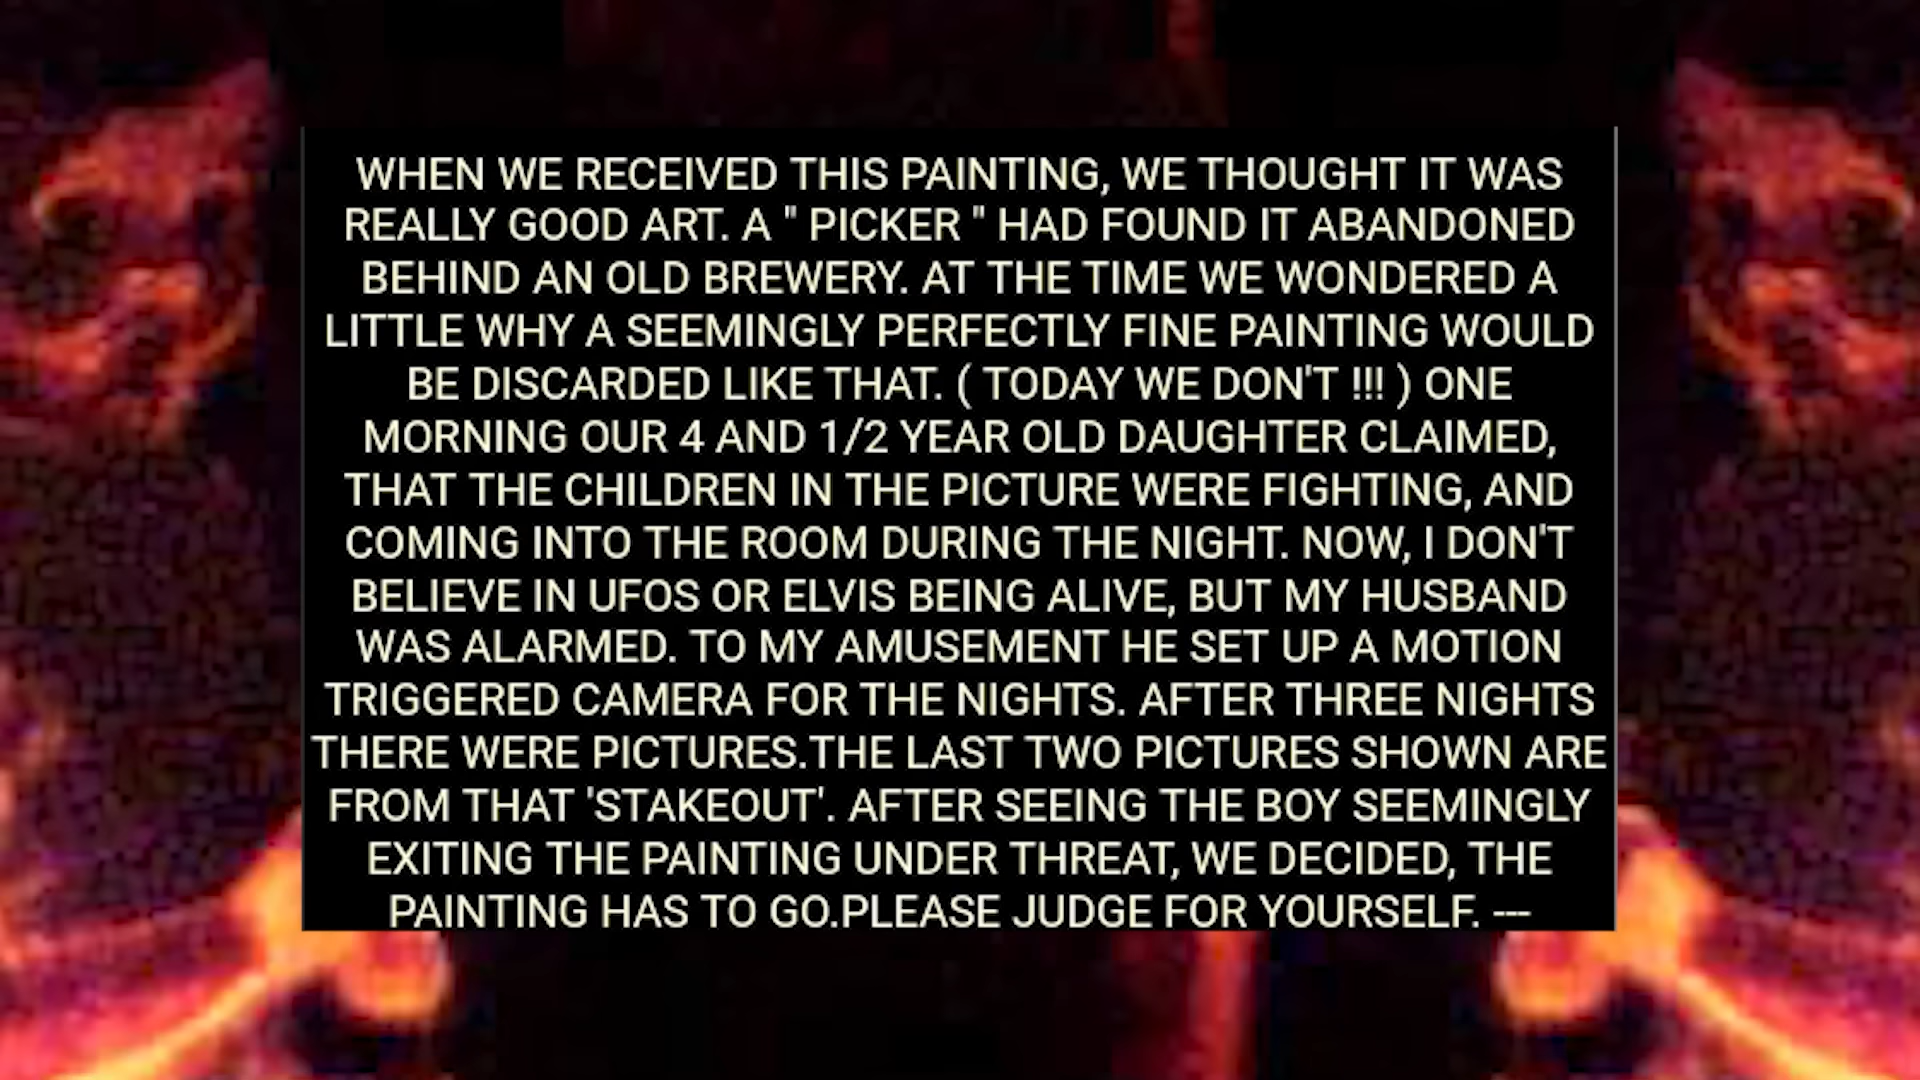 WHEN WE RECEIVED THIS PAINTING, WE THOUGHT IT WAS
REALLY GOOD ART. A " PICKER " HAD FOUND IT ABANDONED
BEHIND AN OLD BREWERY. AT THE TIME WE WONDERED A
LITTLE WHY A SEEMINGLY PERFECTLY FINE PAINTING WOULD
BE DISCARDED LIKE THAT. ( TODAY WE DON'T !!! ) ONE
MORNING OUR 4 AND 1/2 YEAR OLD DAUGHTER CLAIMED,
THAT THE CHILDREN IN THE PICTURE WERE FIGHTING, AND
COMING INTO THE ROOM DURING THE NIGHT. NOW, I DON'T
BELIEVE IN UFOS OR ELVIS BEING ALIVE, BUT MY HUSBAND
WAS ALARMED. TO MY AMUSEMENT HE SET UP A MOTION
TRIGGERED CAMERA FOR THE NIGHTS. AFTER THREE NIGHTS
THERE WERE PICTURES.THE LAST TWO PICTURES SHOWN ARE
FROM THAT 'STAKEOUT'. AFTER SEEING THE BOY SEEMINGLY
EXITING THE PAINTING UNDER THREAT, WE DECIDED, THE
PAINTING HAS TO GO.PLEASE JUDGE FOR YOURSELF. ---